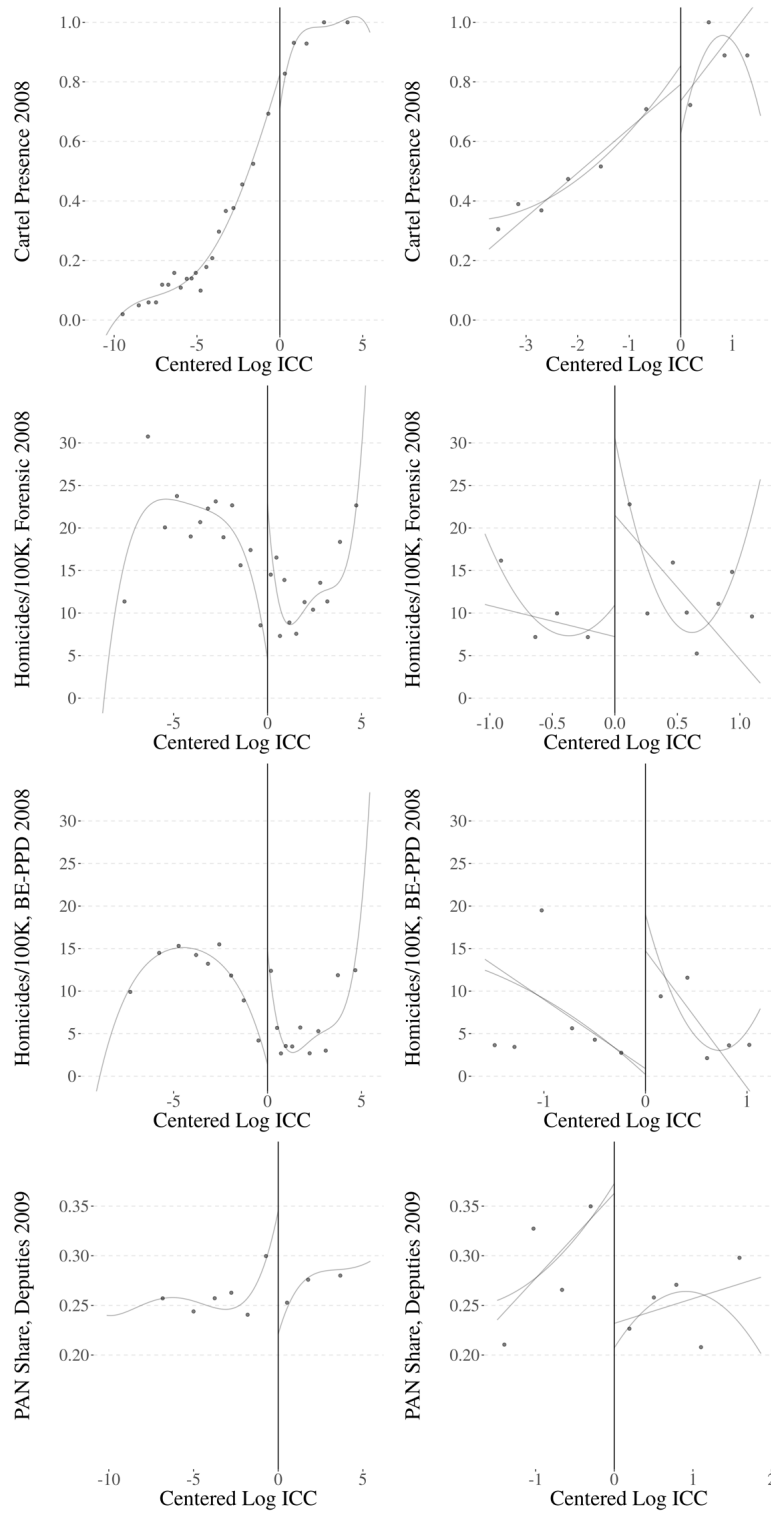 Cartel Presence 2008
1.0
0.8
0.6
0.4
0.2
0.0
-10 -5 0 5
Centered Log ICC
Cartel Presence 2008
1.0
0.8
0.6
0.4
0.2
0.0
-3 -2 -1 0 1
Centered Log ICC
Homicides/100K, Forensic 2008
30
25
20
15
10
5
0
-5 0 5
Centered Log ICC
Homicides/100K, Forensic 2008
30
25
20
15
10
5
0
-1.0 -0.5 0.0 0.5 1.0
Centered Log ICC
Homicides/100K, BE-PPD 2008
30
25
20
15
10
5
0
-5 0 5
Centered Log ICC
Homicides/100K, BE-PPD 2008
30
25
20
15
10
5
0
-1 0 1
Centered Log ICC
PAN Share, Deputies 2009
0.35
0.30
0.25
0.20
-10 -5 0 5
Centered Log ICC
PAN Share, Deputies 2009
0.35
0.30
0.25
0.20
-1 0 1 2
Centered Log ICC